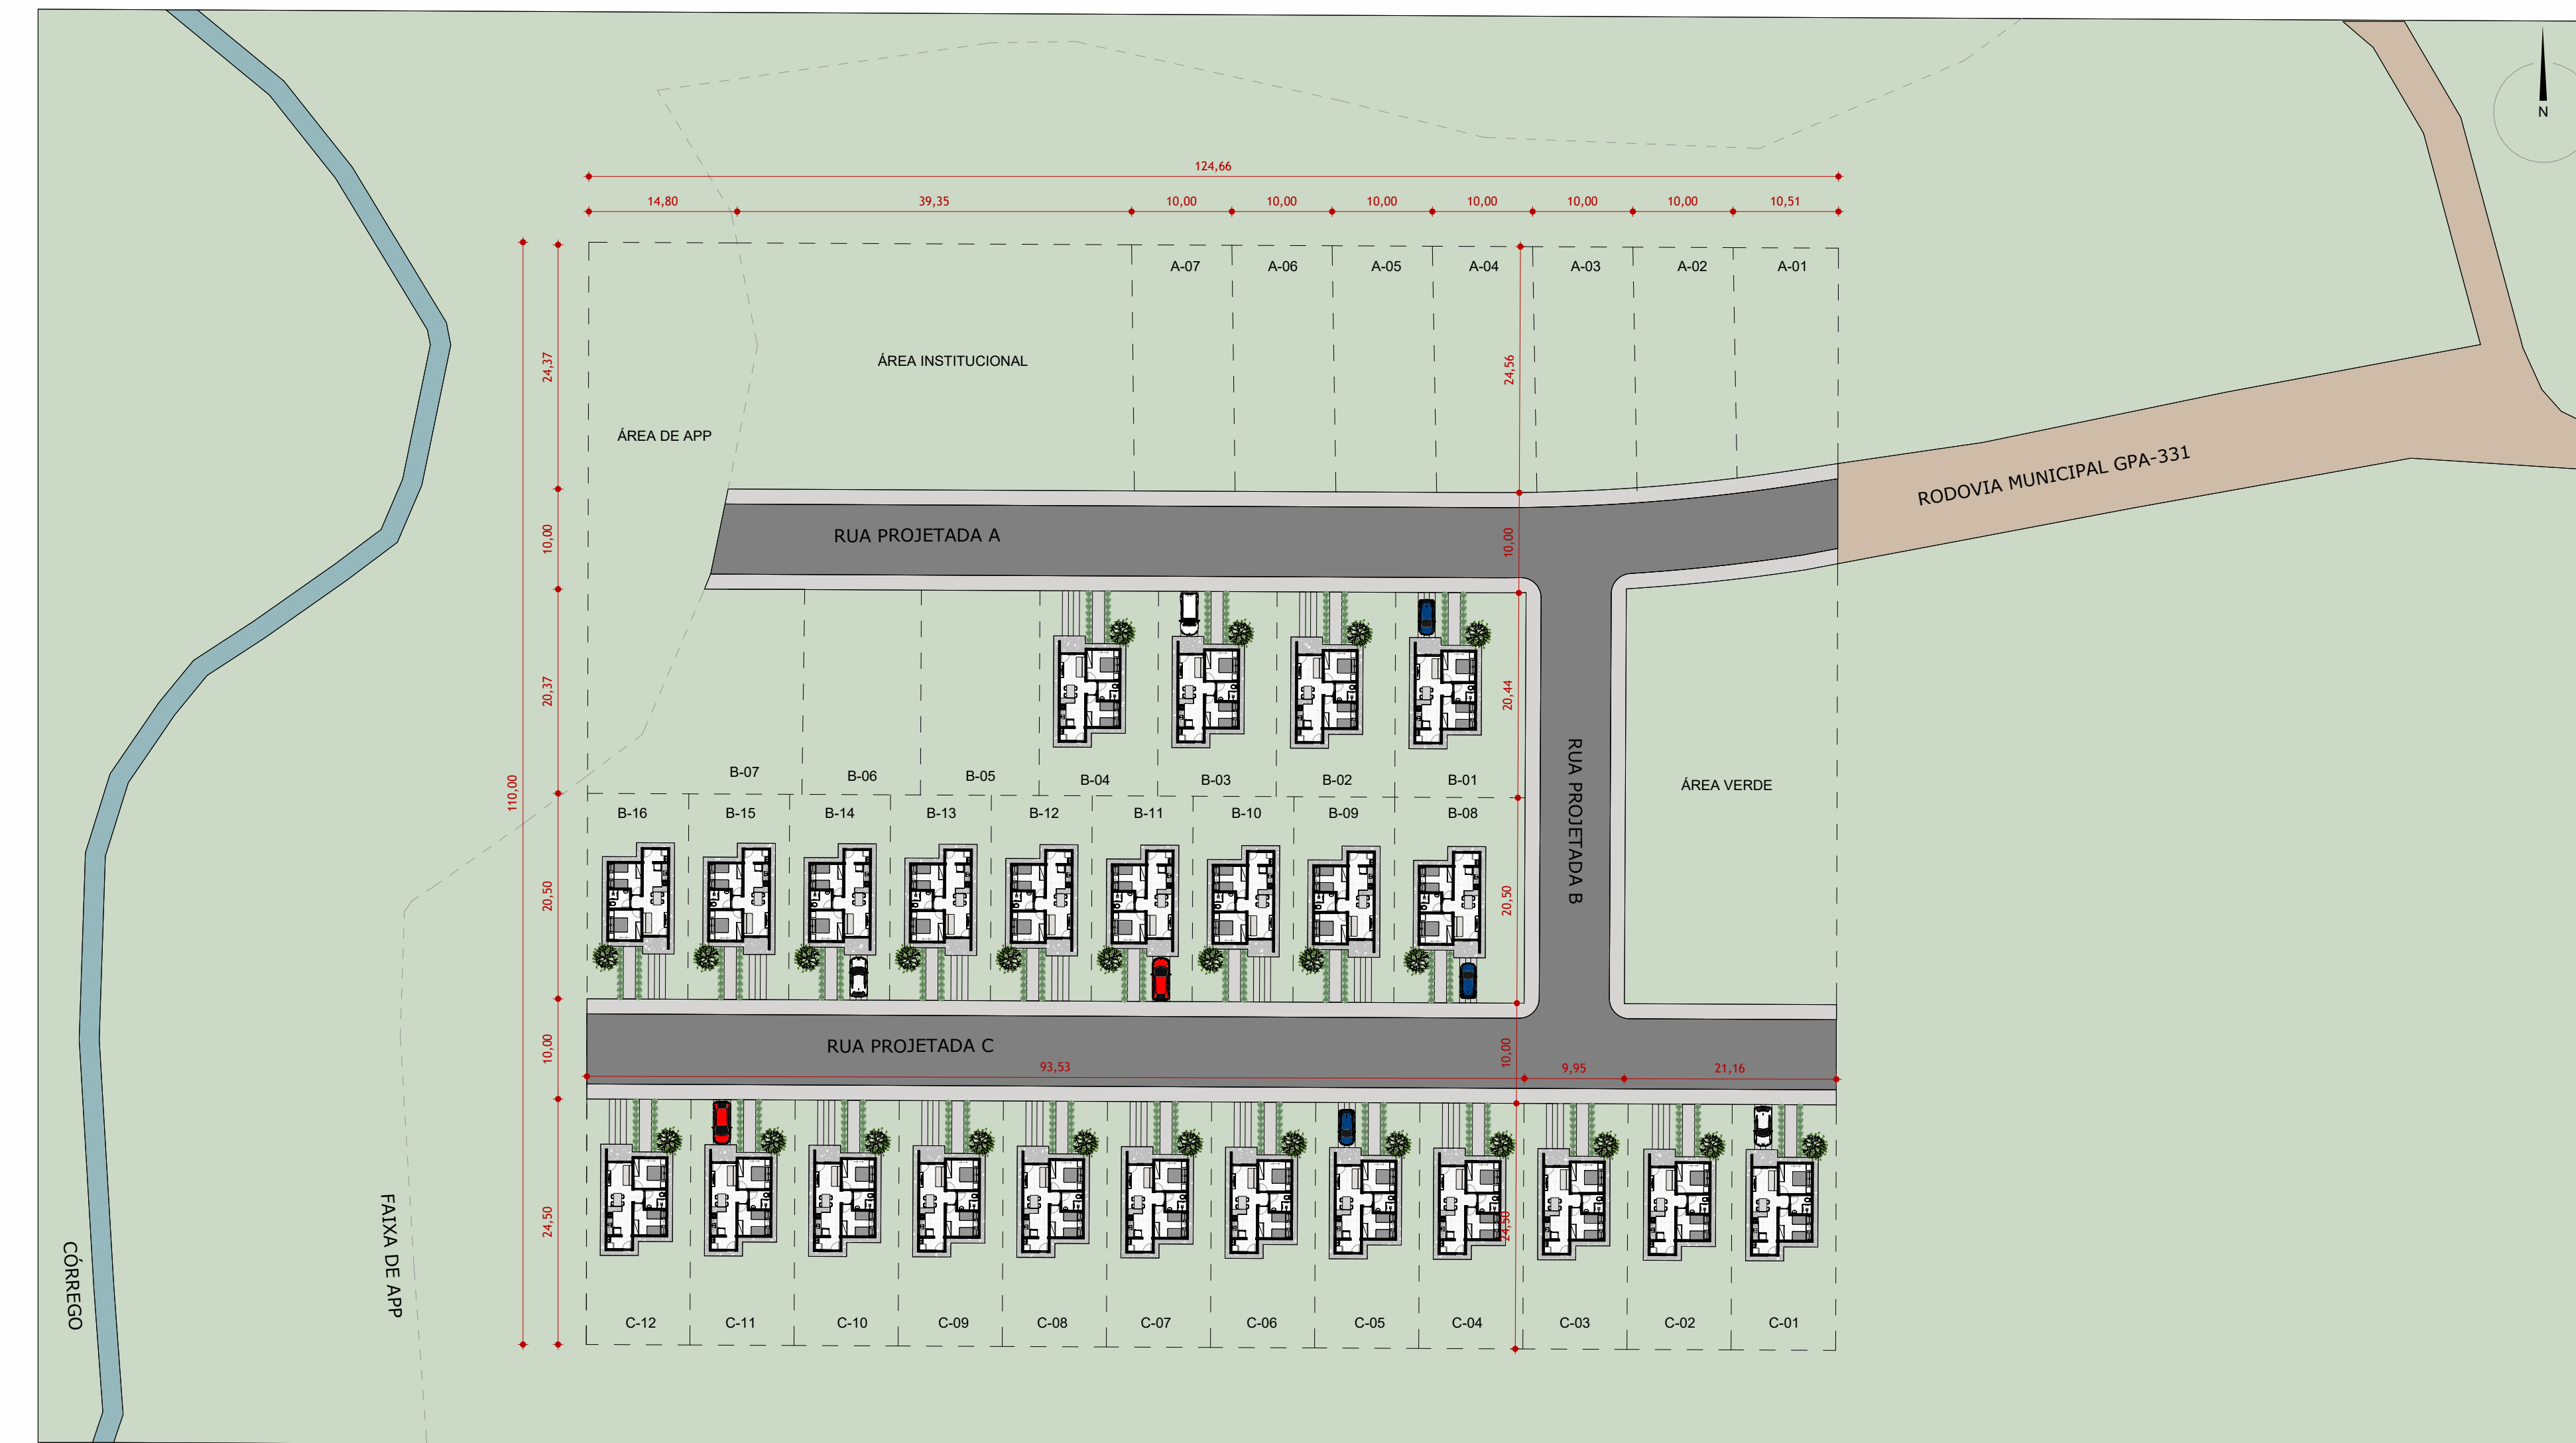 N
124,66
14,80
39,35
10,00
10,00
10,00
10,00
10,00
10,00
10,51
A-07
A-06
A-05
A-04
A-03
A-02
A-01
24,37
24,56
ÁREA INSTITUCIONAL
ÁREA DE APP
RODOVIA MUNICIPAL GPA-331
10,00
RUA PROJETADA A
10,00
20,37
20,44
110,00
B-07
B-06
B-05
B-04
B-03
B-02
B-01
RUA PROJETADA B
ÁREA VERDE
B-16
B-15
B-14
B-13
B-12
B-11
B-10
B-09
B-08
20,50
20,50
10,00
RUA PROJETADA C
10,00
93,53
9,95
21,16
24,50
24,50
FAIXA DE APP
CÓRREGO
C-12
C-11
C-10
C-09
C-08
C-07
C-06
C-05
C-04
C-03
C-02
C-01